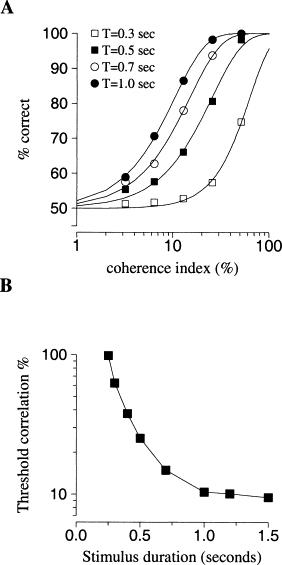 A
T=0.3 sec
T=0.5 sec
T=0.7 sec
T=1.0 sec
100
90
80
70
60
50
% correct
1 10 100
coherence index (%)
B
100
10
Threshold correlation %
0.0 0.5 1.0 1.5
Stimulus duration (seconds)